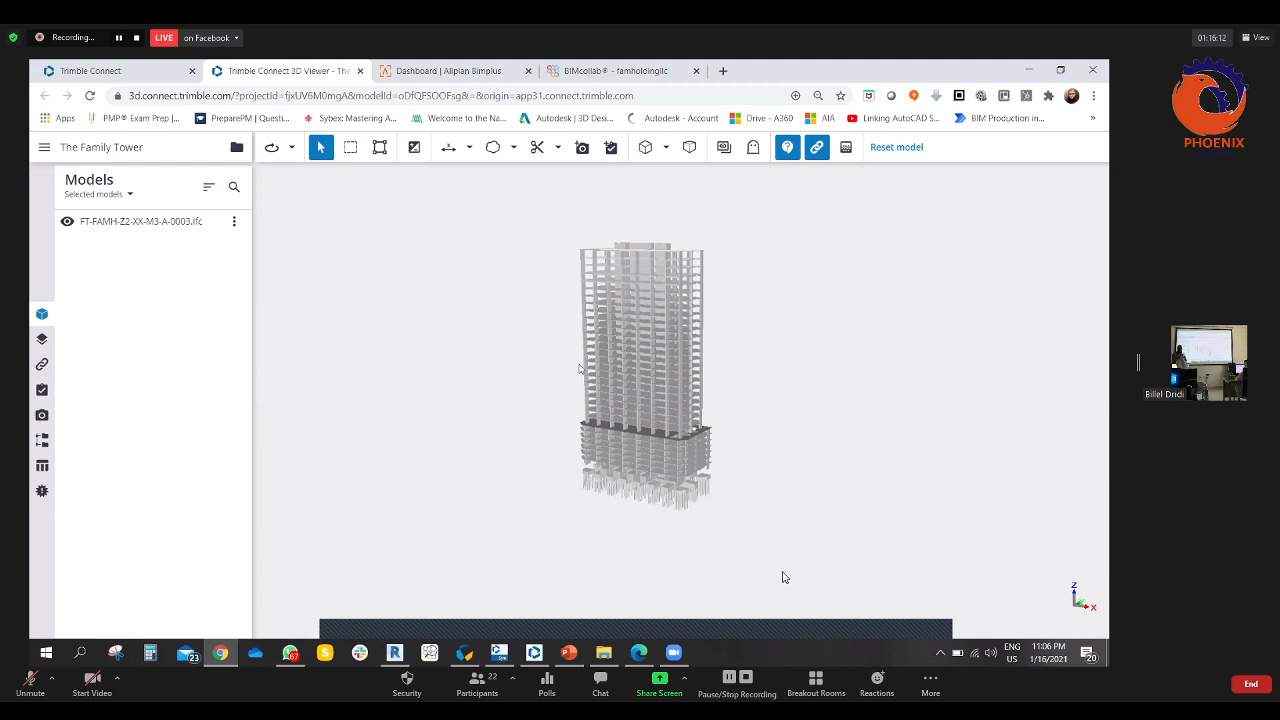 Recording...
LIVE
on Facebook
01:16:12
View
Trimble Connect
Trimble Connect 3D Viewer - The
Dashboard | Allplan Bimplus
BIMcollab® - famholdingllc
3d.connect.trimble.com/?projectId=fjxUV6M0mgA&modelId=oDfQFSOOFsg&=&origin=app31.connect.trimble.com
Apps
PMP® Exam Prep |...
PreparePM | Questi...
Sybex: Mastering A...
Welcome to the Na...
Autodesk | 3D Des...
Autodesk - Account
Drive - A360
AIA
Linking AutoCAD S...
BIM Production in...
»
PHOENIX
The Family Tower
Reset model
Models
Selected models
FT-FAMH-Z2-XX-M3-A-0003.ifc
Billel Dridi
Z
X
23
67
ENG
US
11:06 PM
1/16/2021
20
Unmute
Start Video
Security
Participants
22
Polls
Chat
Share Screen
Pause/Stop Recording
Breakout Rooms
Reactions
More
End